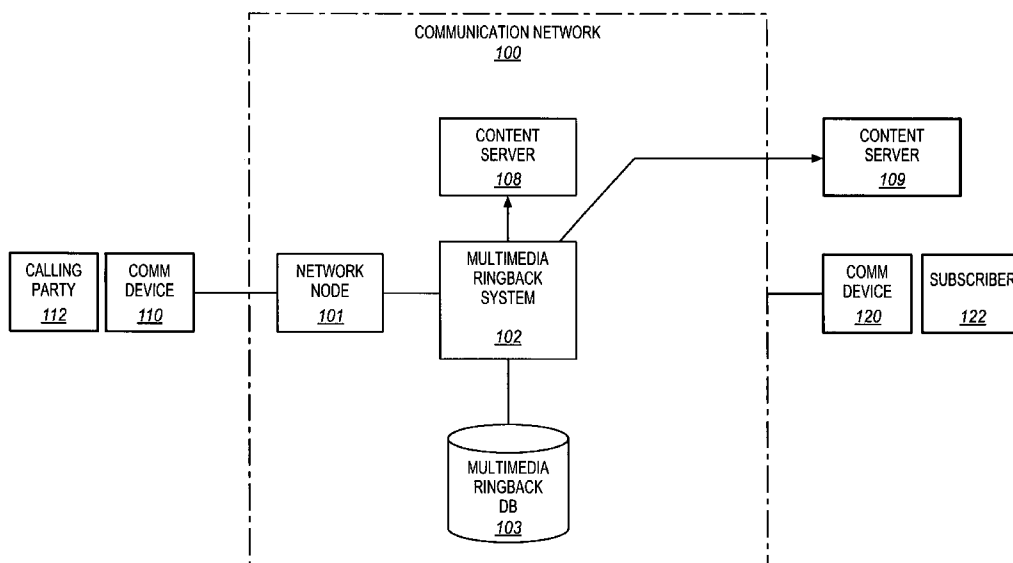 COMMUNICATION NETWORK
100
CONTENT
SERVER
108
CONTENT
SERVER
109
CALLING
PARTY
112
COMM
DEVICE
110
NETWORK
NODE
101
MULTIMEDIA
RINGBACK
SYSTEM
102
COMM
DEVICE
120
SUBSCRIBER
122
MULTIMEDIA
RINGBACK
DB
103